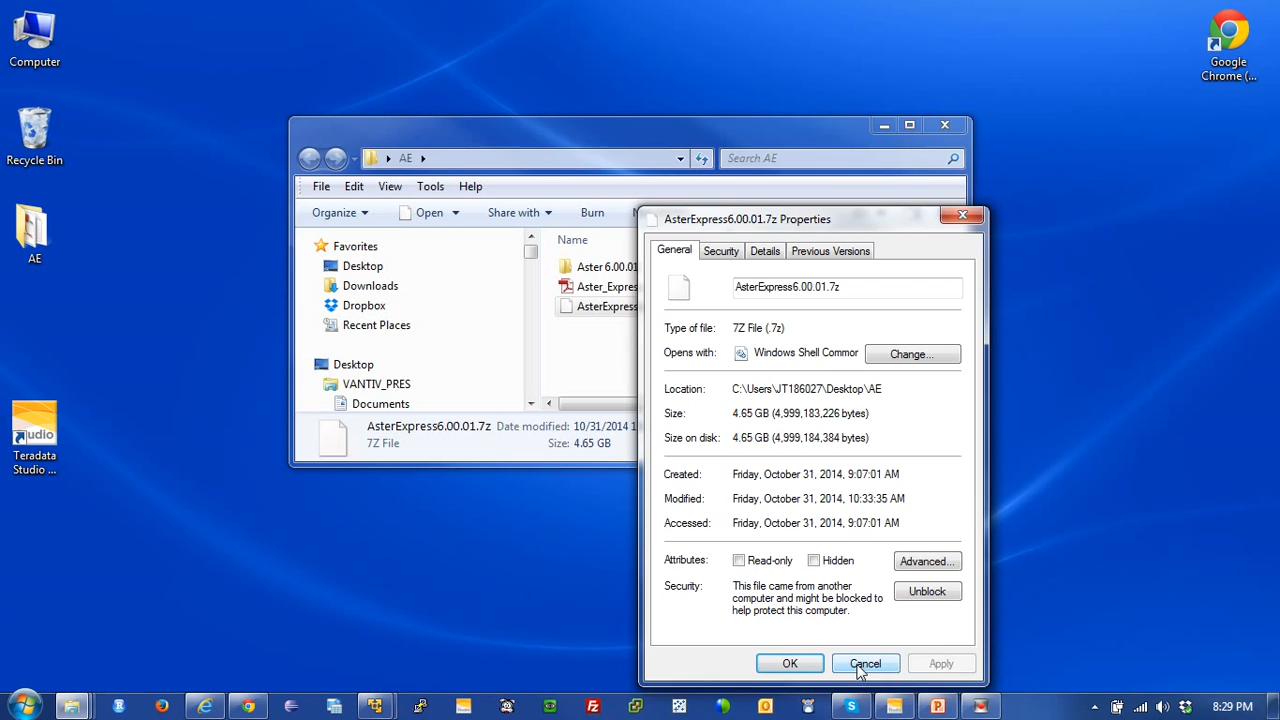 Computer
Recycle Bin
AE
Teradata
Studio ...
Google
Chrome (...
AE
Search AE
File Edit View Tools Help
Organize Open Share with Burn
Favorites
Desktop
Downloads
Dropbox
Recent Places
Desktop
VANTIV_PRES
Documents
Name
Aster 6.00.01
Aster_Expres
AsterExpress
AsterExpress6.00.01.7z Date modified: 10/31/2014 1
7Z File Size: 4.65 GB
AsterExpress6.00.01.7z Properties
General Security Details Previous Versions
AsterExpress6.00.01.7z
Type of file: 7Z File (.7z)
Opens with: Windows Shell Commor Change...
Location: C:\Users\JT186027\Desktop\AE
Size: 4.65 GB (4,999,183,226 bytes)
Size on disk: 4.65 GB (4,999,184,384 bytes)
Created: Friday, October 31, 2014, 9:07:01 AM
Modified: Friday, October 31, 2014, 10:33:35 AM
Accessed: Friday, October 31, 2014, 9:07:01 AM
Attributes: Read-only Hidden Advanced...
Security: This file came from another
computer and might be blocked to
help protect this computer.
Unblock
OK Cancel Apply
8:29 PM